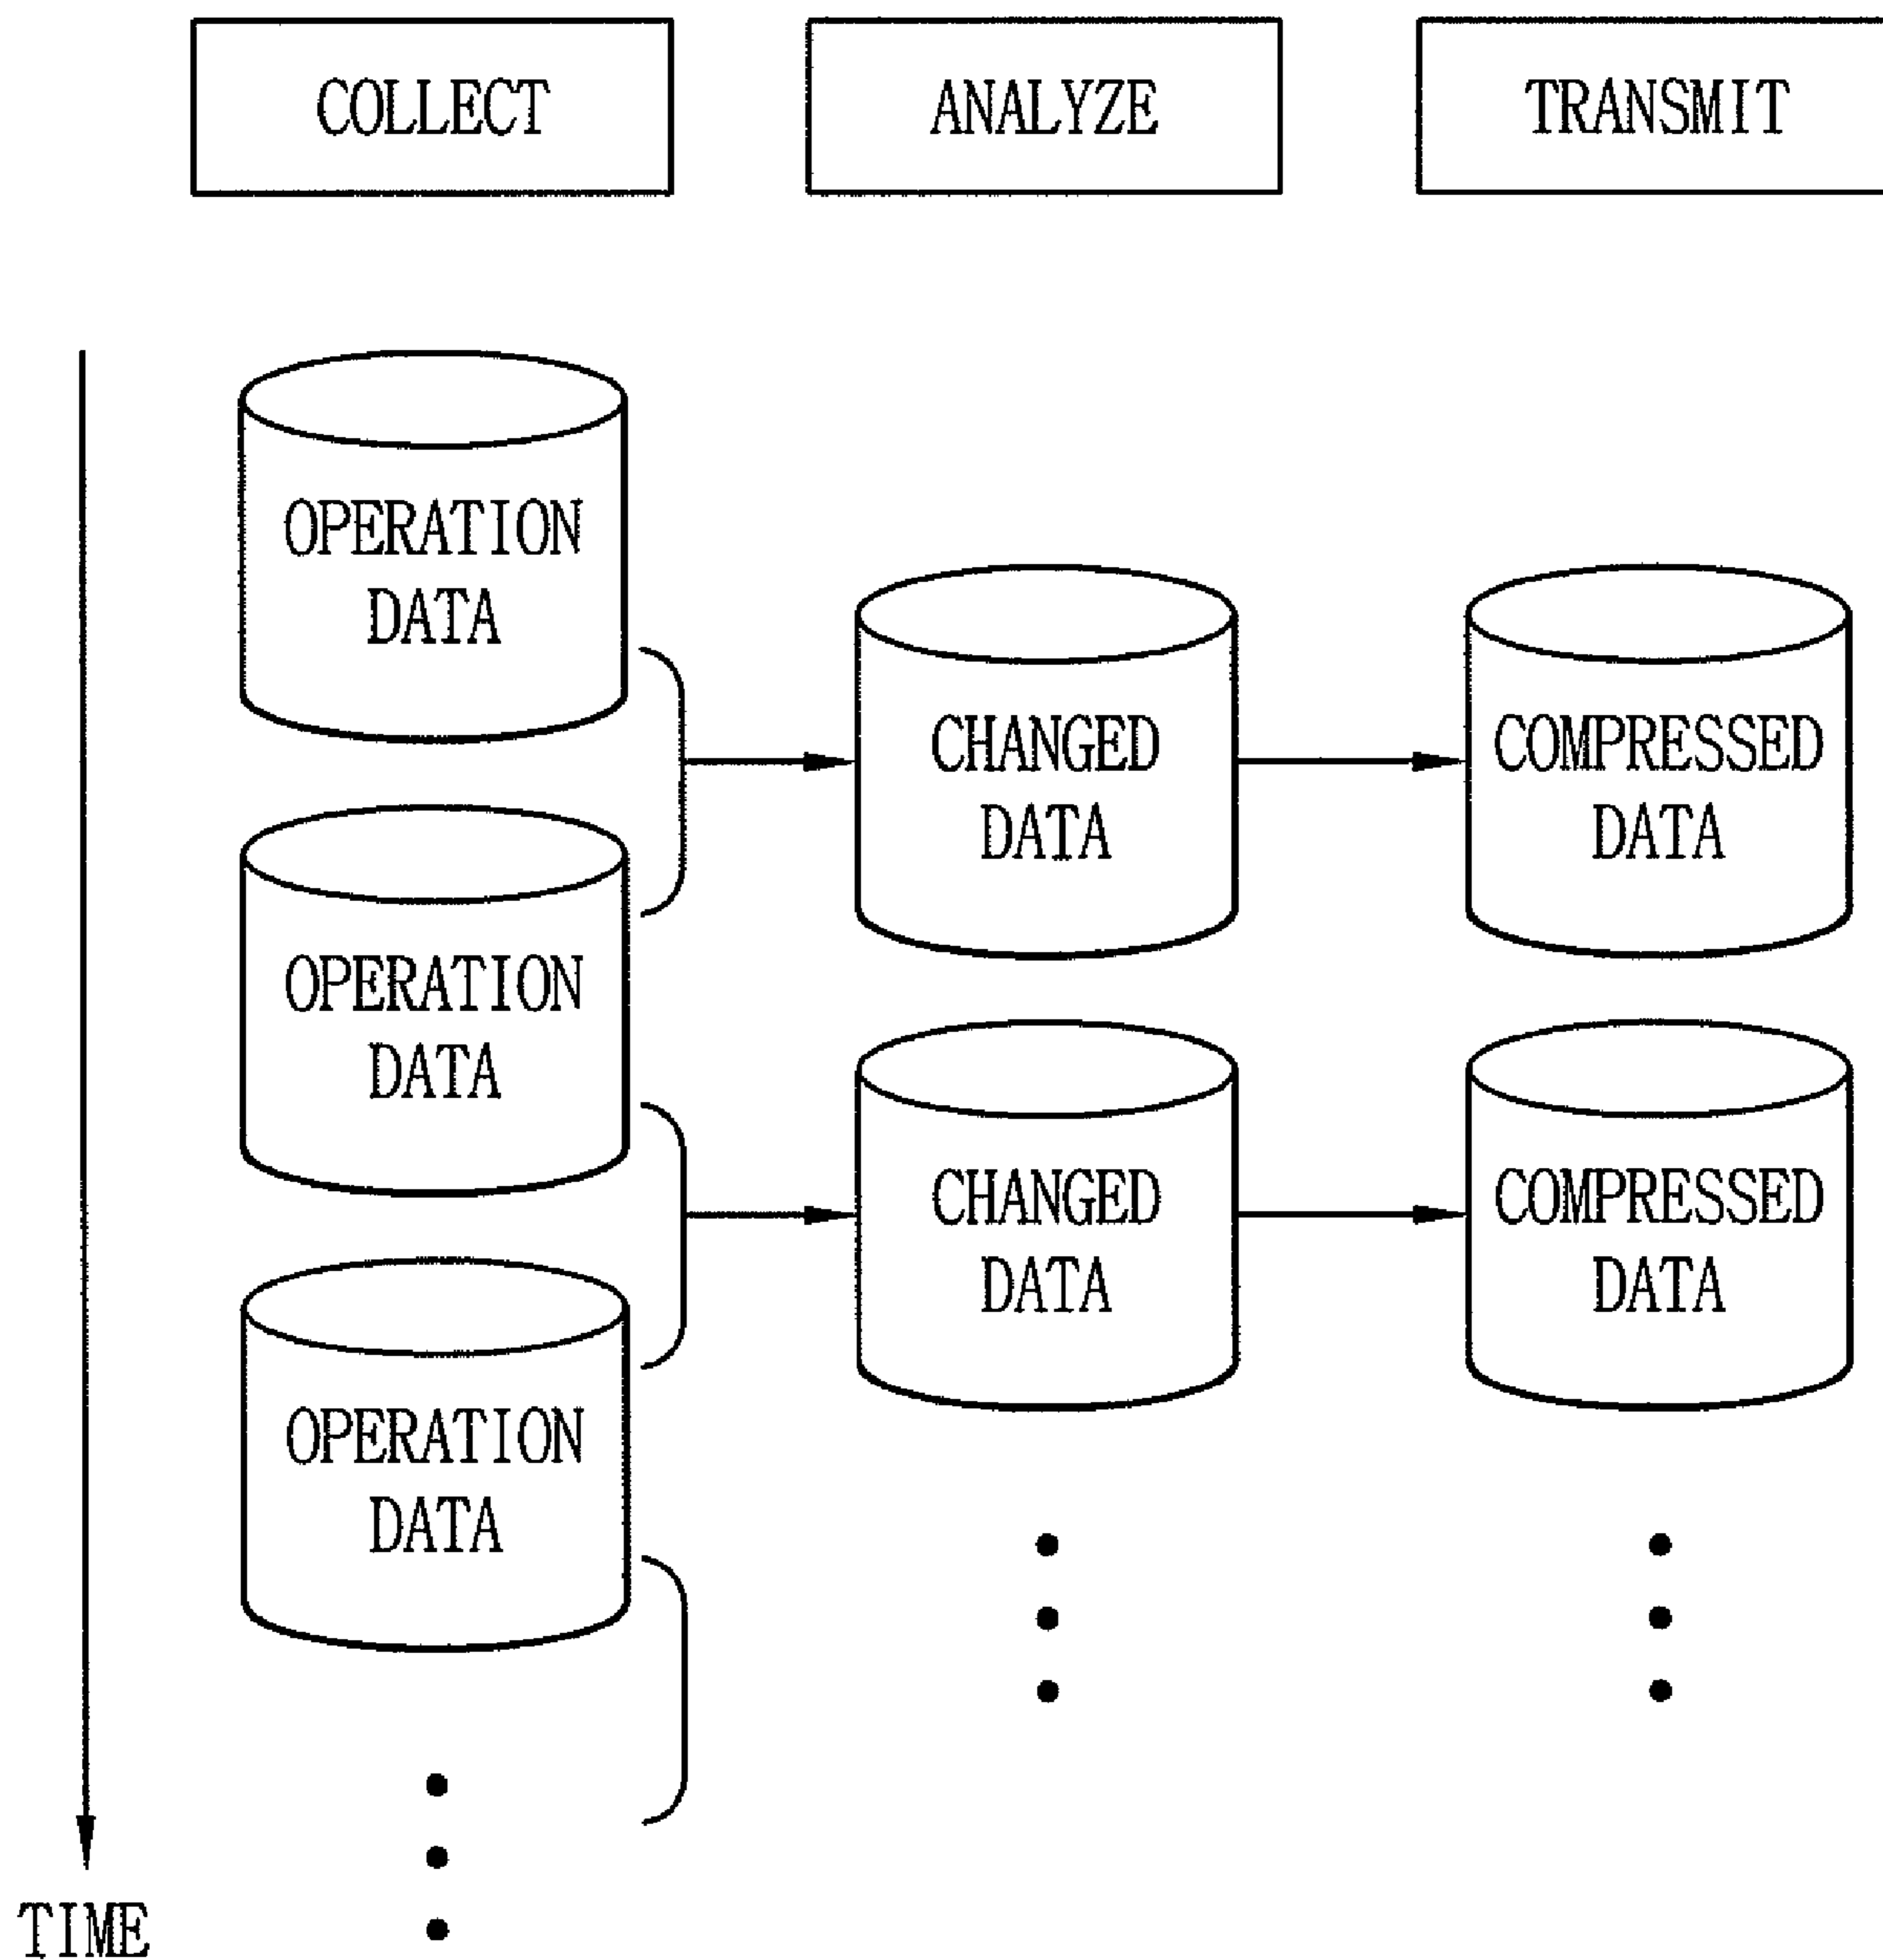 COLLECT
ANALYZE
TRANSMIT
OPERATION
DATA
CHANGED
DATA
COMPRESSED
DATA
OPERATION
DATA
CHANGED
DATA
COMPRESSED
DATA
OPERATION
DATA
TIME